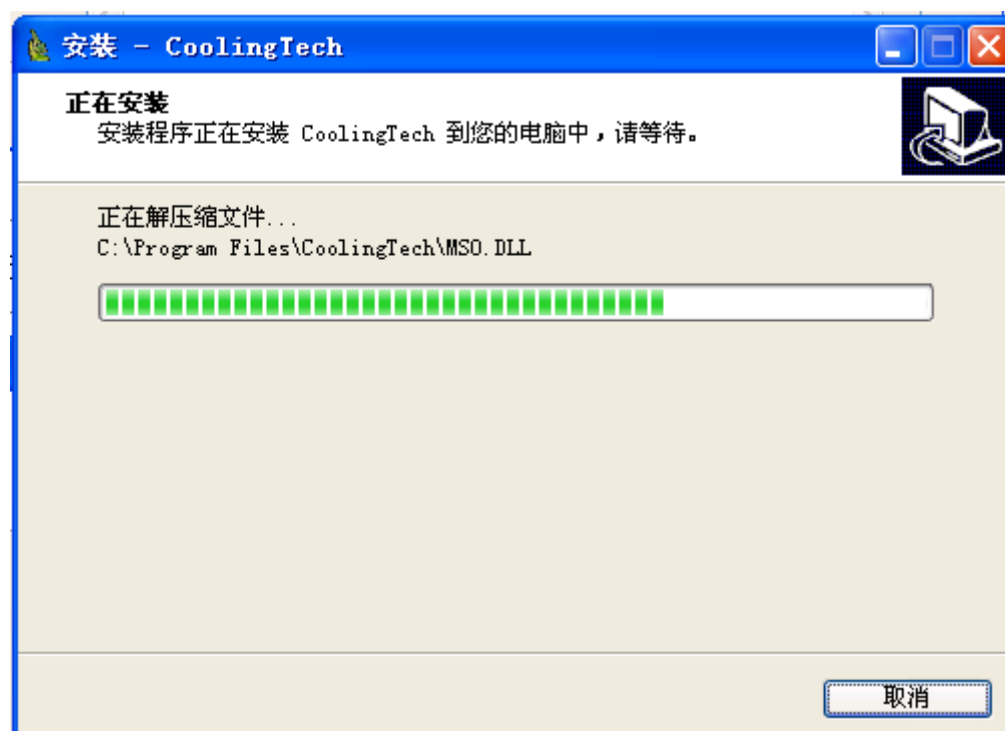 安装 - CoolingTech
正在安装
安装程序正在安装 CoolingTech 到您的电脑中，请等待。
正在解压缩文件...
C:\Program Files\CoolingTech\MSO.DLL
取消